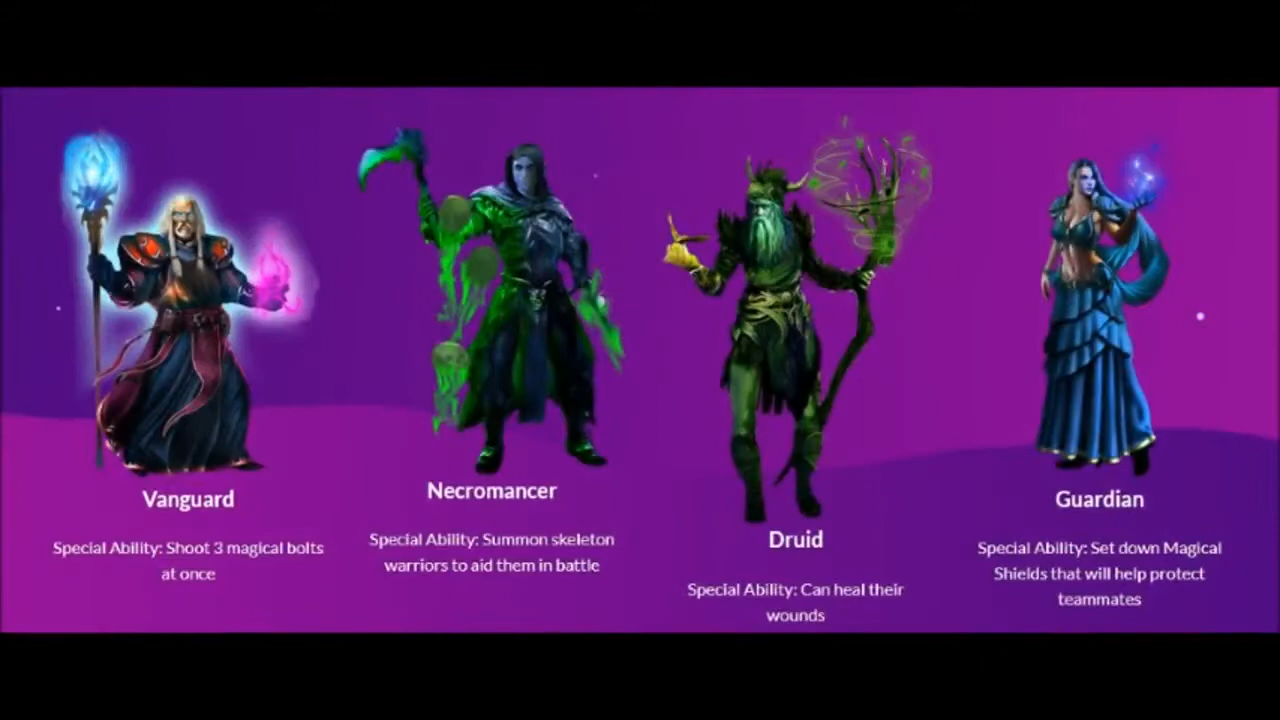 Vanguard
Special Ability: Shoot 3 magical bolts
at once
Necromancer
Special Ability: Summon skeleton
warriors to aid them in battle
Druid
Special Ability: Can heal their
wounds
Guardian
Special Ability: Set down Magical
Shields that will help protect
teammates